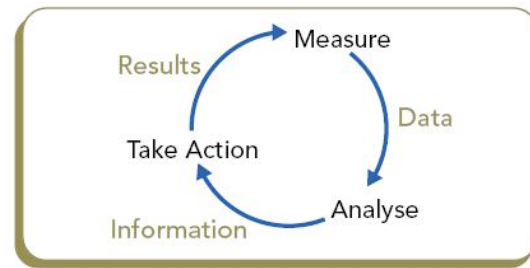 Measure
Results
Data
Take Action
Analyse
Information